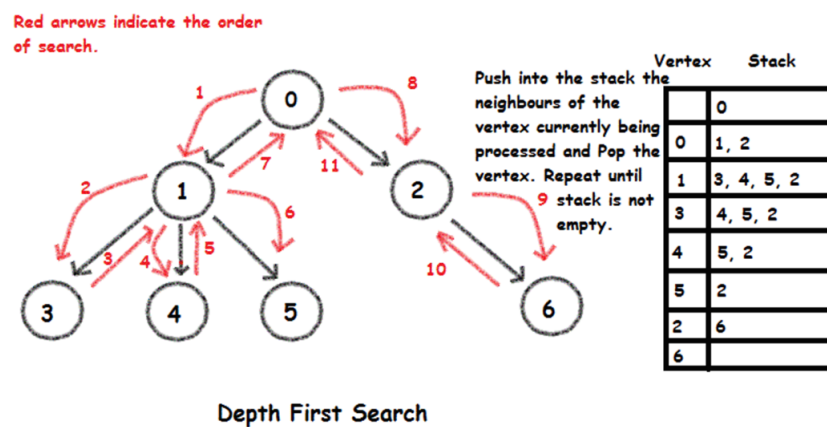 Red arrows indicate the order
of search.
Vertex Stack
Push into the stack the
neighbours of the
vertex currently being
processed and Pop the
vertex. Repeat until
stack is not
empty.
0
1
8
7
11
1
2
2
6
9
3
4
5
10
3
4
5
6
0
0 1, 2
1 3, 4, 5, 2
3 4, 5, 2
4 5, 2
5 2
2 6
6
Depth First Search